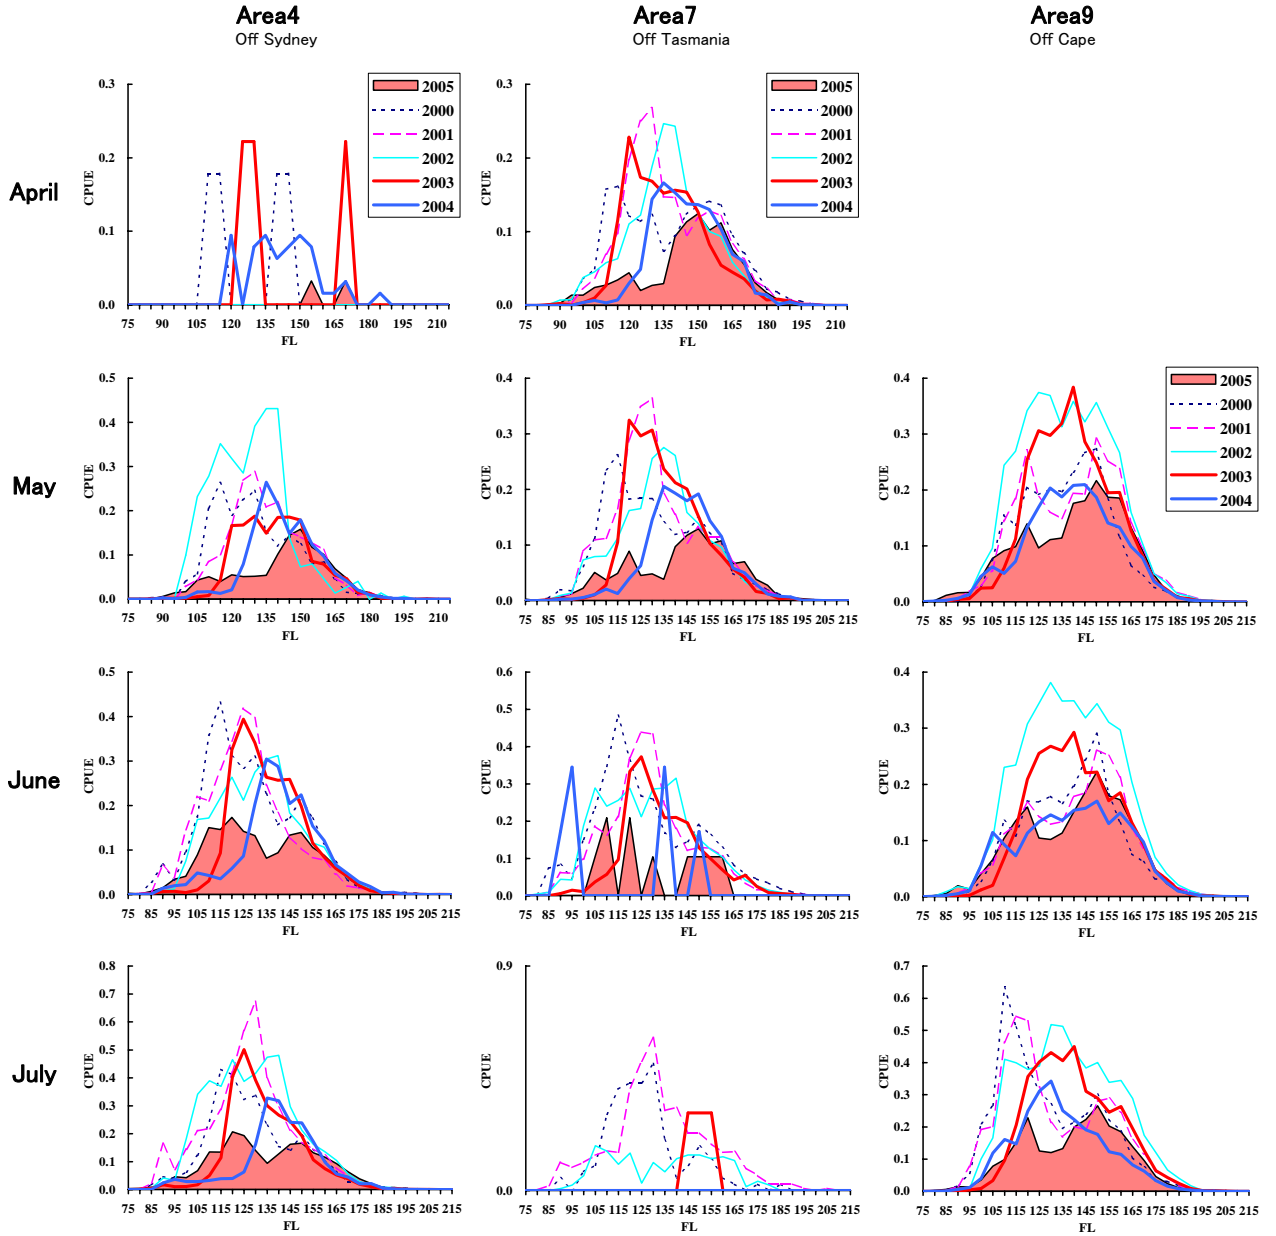 Area4
Off Sydney
Area7
Off Tasmania
Area9
Off Cape
April
0.3
0.2
0.1
0.0
CPUE
75 90 105 120 135 150 165 180 195 210
FL
2005
2000
2001
2002
2003
2004
0.3
0.2
0.1
0.0
CPUE
75 90 105 120 135 150 165 180 195 210
FL
2005
2000
2001
2002
2003
2004
May
0.5
0.4
0.3
0.2
0.1
0.0
CPUE
75 90 105 120 135 150 165 180 195 210
FL
0.4
0.3
0.2
0.1
0.0
CPUE
75 85 95 105 115 125 135 145 155 165 175 185 195 205 215
FL
0.4
0.3
0.2
0.1
0.0
CPUE
75 85 95 105 115 125 135 145 155 165 175 185 195 205 215
FL
2005
2000
2001
2002
2003
2004
June
0.5
0.4
0.3
0.2
0.1
0.0
CPUE
75 85 95 105 115 125 135 145 155 165 175 185 195 205 215
FL
0.6
0.5
0.4
0.3
0.2
0.1
0.0
CPUE
75 85 95 105 115 125 135 145 155 165 175 185 195 205 215
FL
0.4
0.3
0.2
0.1
0.0
CPUE
75 85 95 105 115 125 135 145 155 165 175 185 195 205 215
FL
July
0.8
0.7
0.6
0.5
0.4
0.3
0.2
0.1
0.0
CPUE
75 85 95 105 115 125 135 145 155 165 175 185 195 205 215
FL
0.9
0.0
CPUE
75 85 95 105 115 125 135 145 155 165 175 185 195 205 215
FL
0.7
0.6
0.5
0.4
0.3
0.2
0.1
0.0
CPUE
75 85 95 105 115 125 135 145 155 165 175 185 195 205 215
FL